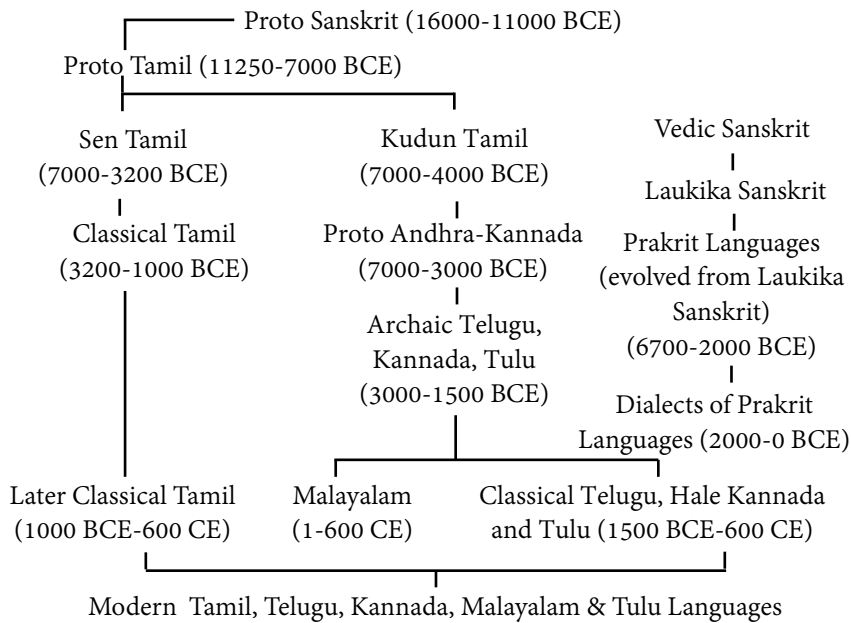 Proto Sanskrit (16000-11000 BCE)
Proto Tamil (11250-7000 BCE)
Sen Tamil
(7000-3200 BCE)
Classical Tamil
(3200-1000 BCE)
Kudun Tamil
(7000-4000 BCE)
Proto Andhra-Kannada
(7000-3000 BCE)
Archaic Telugu,
Kannada, Tulu
(3000-1500 BCE)
Vedic Sanskrit
Laukika Sanskrit
Prakrit Languages
(evolved from Laukika
Sanskrit)
(6700-2000 BCE)
Dialects of Prakrit
Languages (2000-0 BCE)
Later Classical Tamil
(1000 BCE-600 CE)
Malayalam
(1-600 CE)
Classical Telugu, Hale Kannada
and Tulu (1500 BCE-600 CE)
Modern Tamil, Telugu, Kannada, Malayalam & Tulu Languages